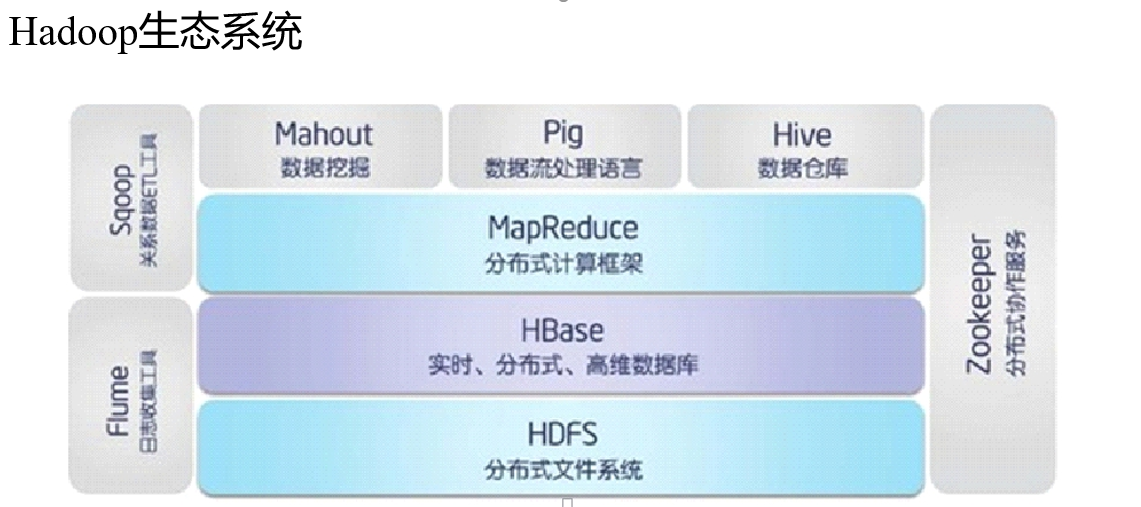 Hadoop生态系统
Sqoop
关系数据ETL工具
Flume
日志收集工具
Mahout
数据挖掘
Pig
数据流处理语言
Hive
数据仓库
MapReduce
分布式计算框架
HBase
实时、分布式、高维数据库
HDFS
分布式文件系统
Zookeeper
分布式协作服务